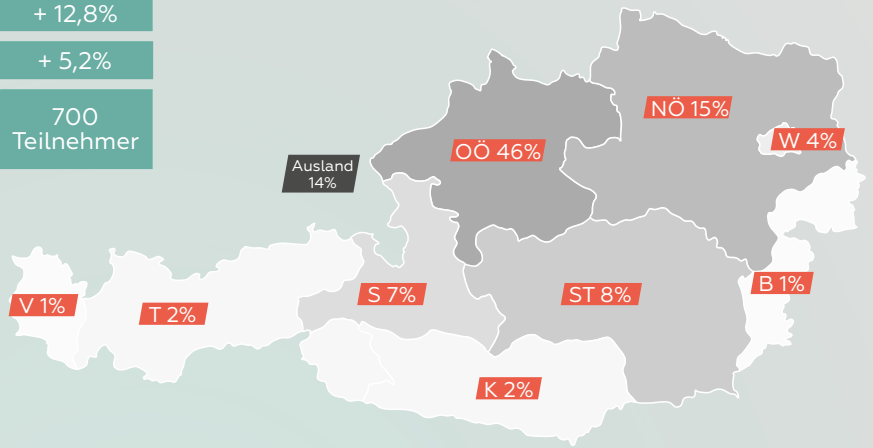 + 12,8%
+ 5,2%
700
Teilnehmer
NÖ 15%
W 4%
OÖ 46%
Ausland
14%
B 1%
S 7%
ST 8%
V 1%
T 2%
K 2%